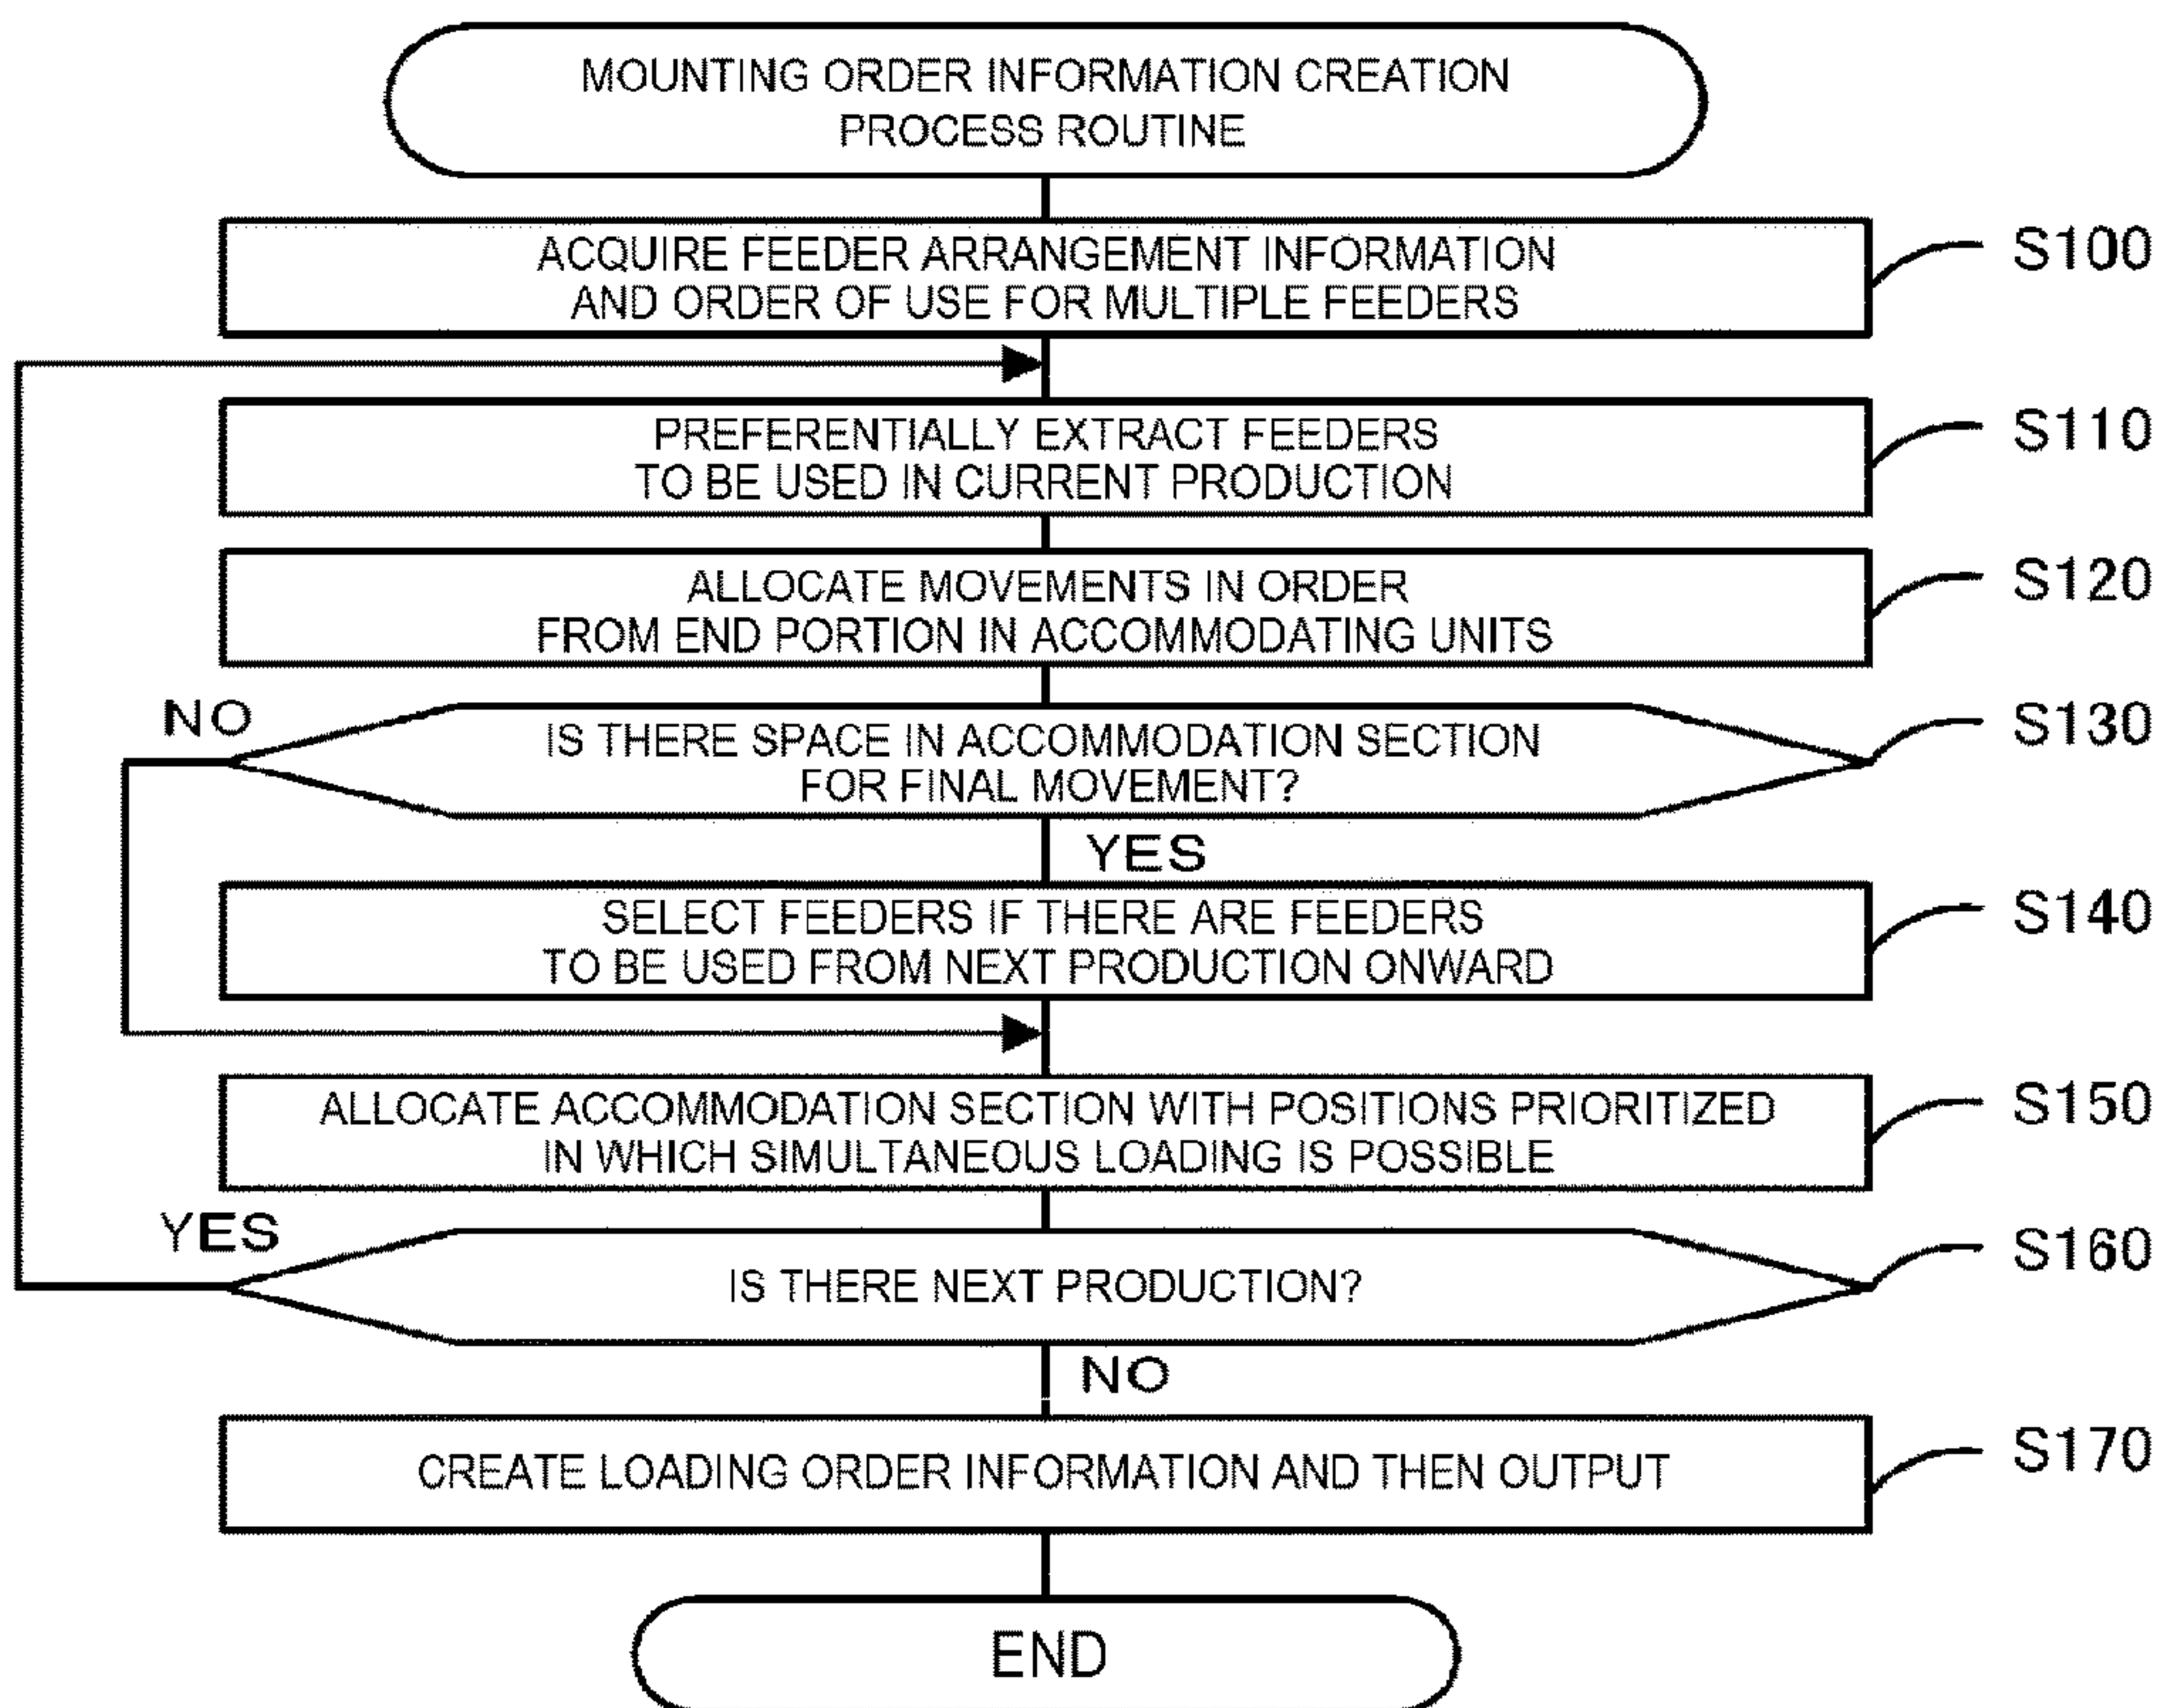 MOUNTING ORDER INFORMATION CREATION
PROCESS ROUTINE
ACQUIRE FEEDER ARRANGEMENT INFORMATION
AND ORDER OF USE FOR MULTIPLE FEEDERS
S100
PREFERENTIALLY EXTRACT FEEDERS
TO BE USED IN CURRENT PRODUCTION
S110
ALLOCATE MOVEMENTS IN ORDER
FROM END PORTION IN ACCOMMODATING UNITS
S120
NO
IS THERE SPACE IN ACCOMMODATION SECTION
FOR FINAL MOVEMENT?
S130
YES
SELECT FEEDERS IF THERE ARE FEEDERS
TO BE USED FROM NEXT PRODUCTION ONWARD
S140
ALLOCATE ACCOMMODATION SECTION WITH POSITIONS PRIORITIZED
IN WHICH SIMULTANEOUS LOADING IS POSSIBLE
S150
YES
IS THERE NEXT PRODUCTION?
S160
NO
CREATE LOADING ORDER INFORMATION AND THEN OUTPUT
S170
END